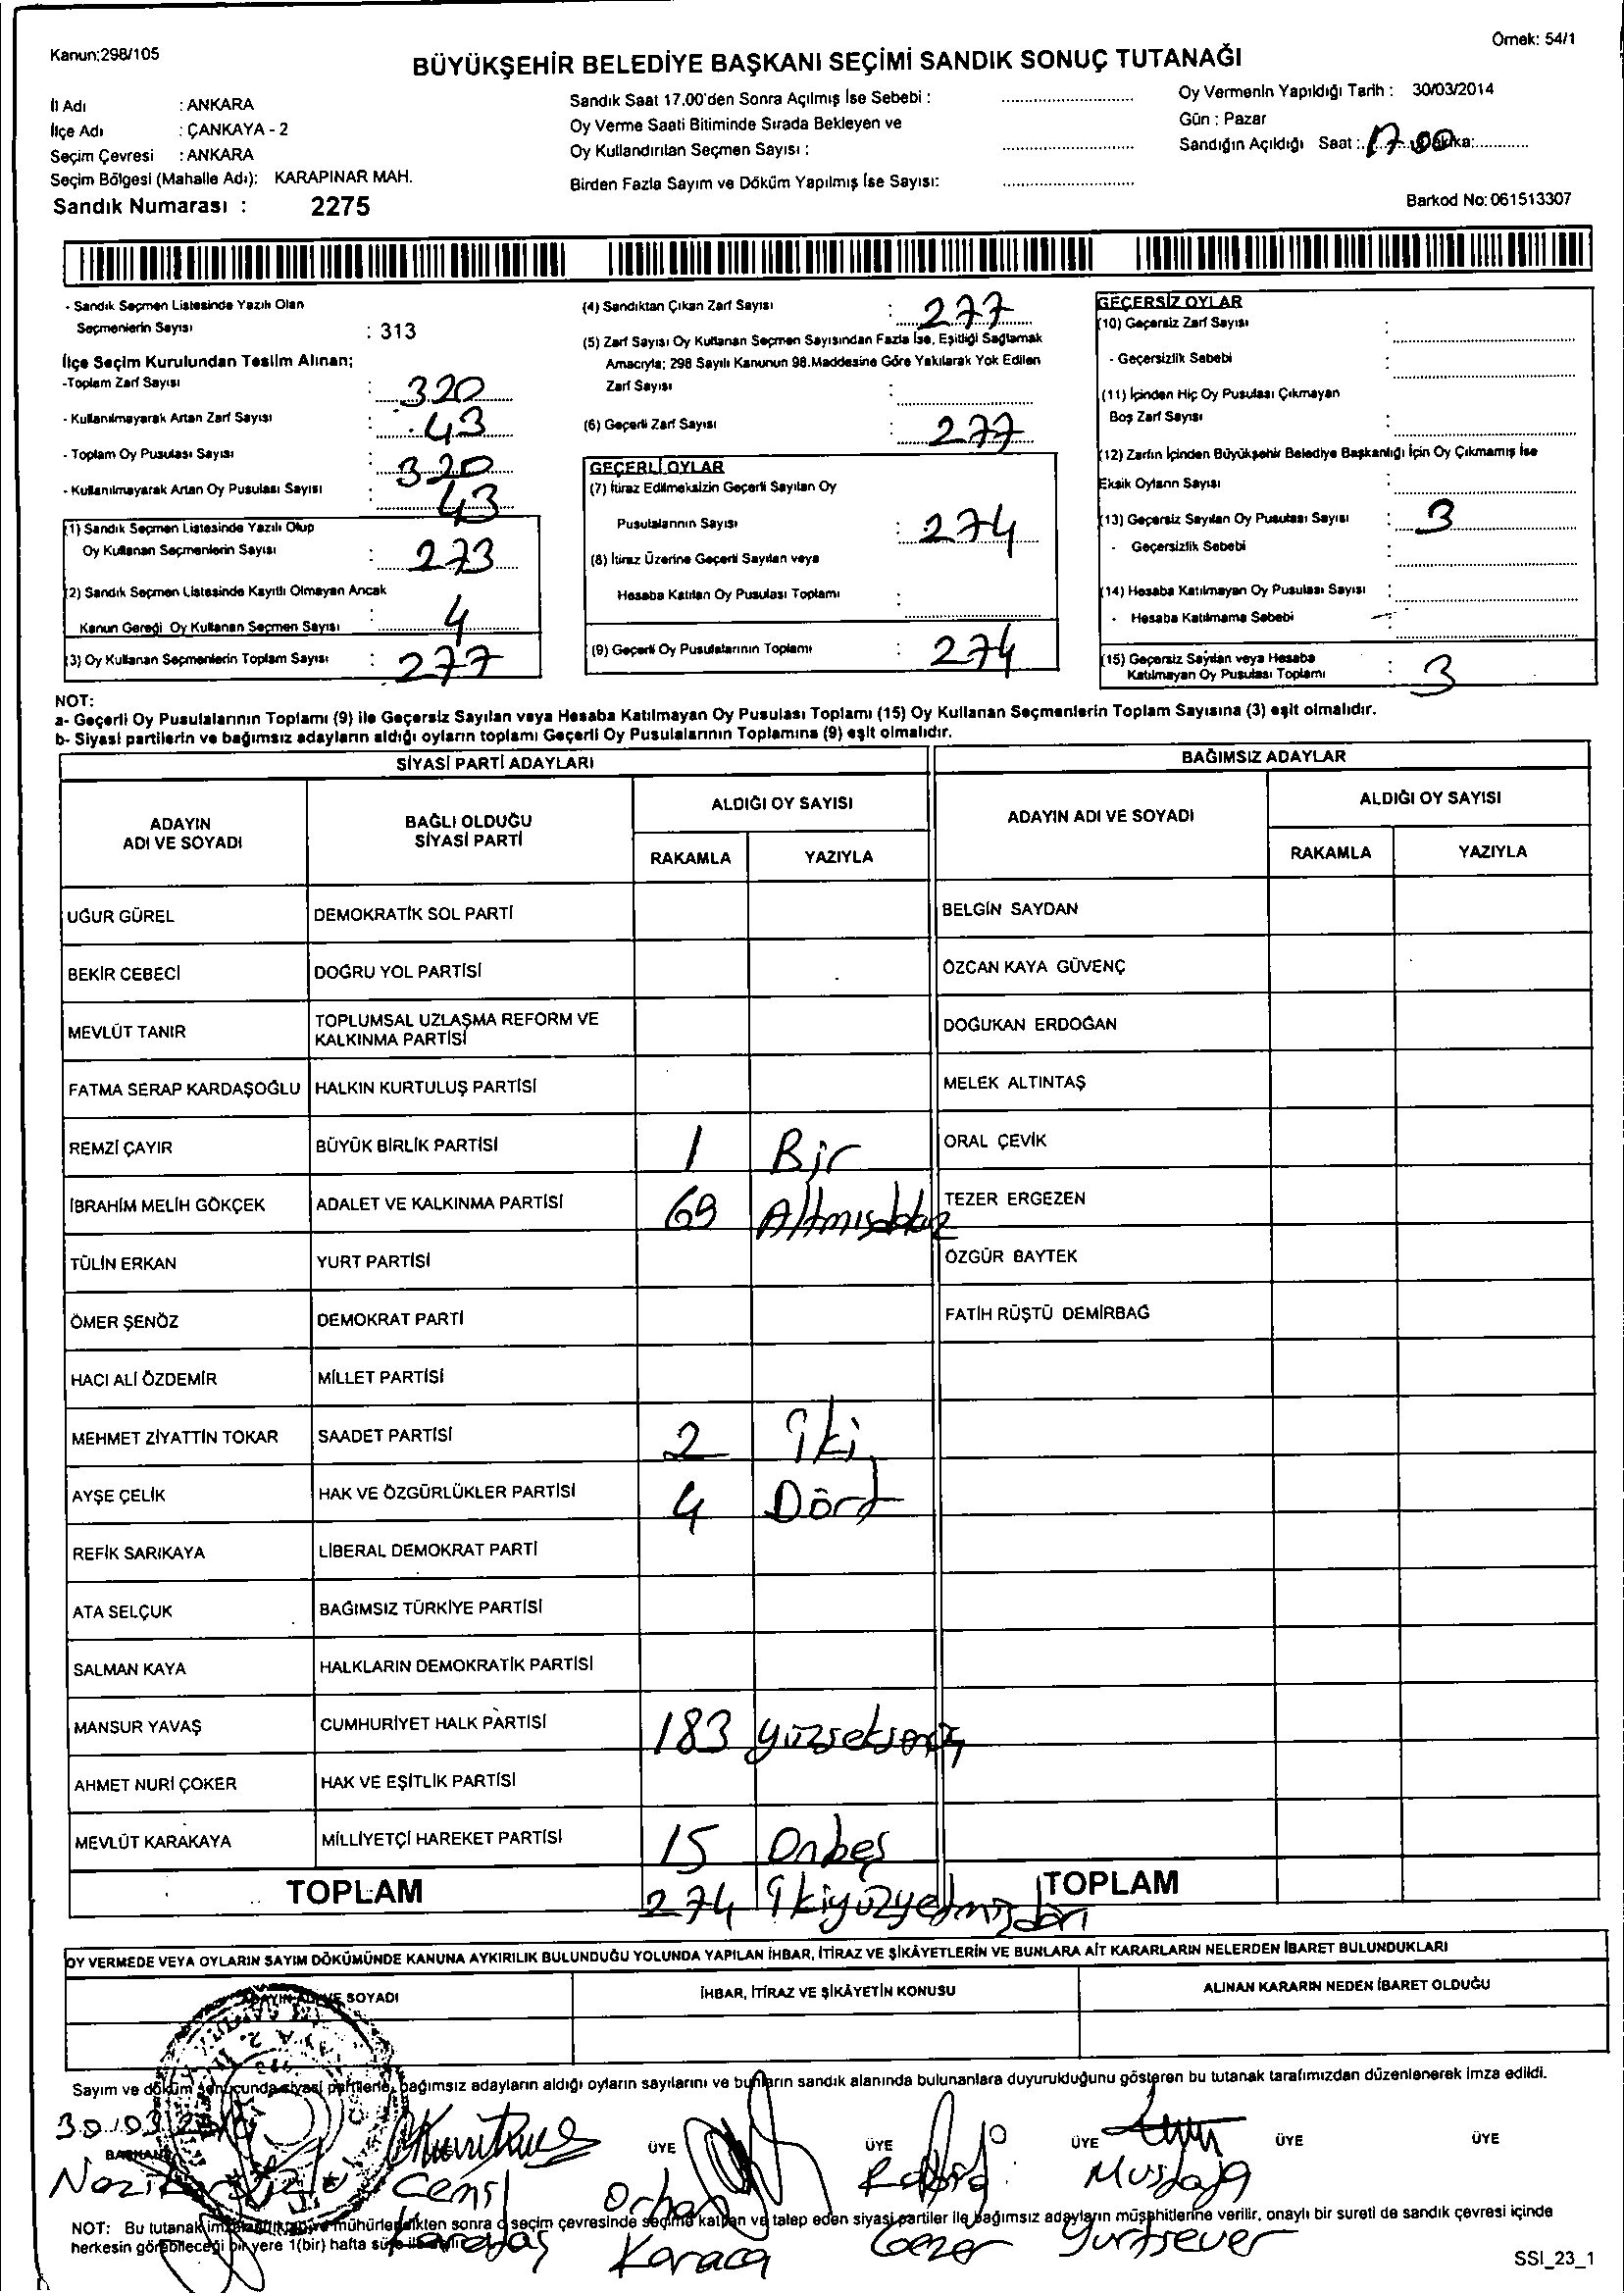 Kanun:298/105
Örnek: 54/1
BÜYÜKŞEHİR BELEDİYE BAŞKANI SEÇİMİ SANDIK SONUÇ TUTANAĞI
İl Adı : ANKARA
İlçe Adı : ÇANKAYA - 2
Seçim Çevresi : ANKARA
Seçim Bölgesi (Mahalle Adı): KARAPINAR MAH.
Sandık Numarası : 2275
Sandık Saat 17.00'den Sonra Açılmış İse Sebebi :
Oy Verme Saati Bitiminde Sırada Bekleyen ve
Oy Kullandırılan Seçmen Sayısı :
Birden Fazla Sayım ve Döküm Yapılmış İse Sayısı:
Oy Vermenin Yapıldığı Tarih : 30/03/2014
Gün : Pazar
Sandığın Açıldığı Saat : 17.00
Barkod No: 061513307
- Sandık Seçmen Listesinde Yazılı Olan
Seçmenlerin Sayısı : 313
İlçe Seçim Kurulundan Teslim Alınan;
-Toplam Zarf Sayısı : 320
- Kullanılmayarak Artan Zarf Sayısı : 43
- Toplam Oy Pusulası Sayısı : 320
- Kullanılmayarak Artan Oy Pusulası Sayısı : 43
(1) Sandık Seçmen Listesinde Yazılı Olup
Oy Kullanan Seçmenlerin Sayısı : 273
(2) Sandık Seçmen Listesinde Kayıtlı Olmayan Ancak
Kanun Gereği Oy Kullanan Seçmen Sayısı : 4
(3) Oy Kullanan Seçmenlerin Toplam Sayısı : 277
(4) Sandıktan Çıkan Zarf Sayısı : 277
(5) Zarf Sayısı Oy Kullanan Seçmen Sayısından Fazla İse, Eşitliği Sağlamak
Amacıyla; 298 Sayılı Kanunun 98.Maddesine Göre Yakılarak Yok Edilen
Zarf Sayısı :
(6) Geçerli Zarf Sayısı : 277
GEÇERLİ OYLAR
(7) İtiraz Edilmeksizin Geçerli Sayılan Oy
Pusulalarının Sayısı : 274
(8) İtiraz Üzerine Geçerli Sayılan veya
Hesaba Katılan Oy Pusulası Toplamı :
(9) Geçerli Oy Pusulalarının Toplamı : 274
GEÇERSİZ OYLAR
(10) Geçersiz Zarf Sayısı :
- Geçersizlik Sebebi :
(11) İçinden Hiç Oy Pusulası Çıkmayan
Boş Zarf Sayısı :
(12) Zarfın İçinden Büyükşehir Belediye Başkanlığı İçin Oy Çıkmamış İse
Eksik Oyların Sayısı :
(13) Geçersiz Sayılan Oy Pusulası Sayısı : 3
- Geçersizlik Sebebi :
(14) Hesaba Katılmayan Oy Pusulası Sayısı :
- Hesaba Katılmama Sebebi
(15) Geçersiz Sayılan veya Hesaba
Katılmayan Oy Pusulası Toplamı : 3
NOT:
a- Geçerli Oy Pusulalarının Toplamı (9) ile Geçersiz Sayılan veya Hesaba Katılmayan Oy Pusulası Toplamı (15) Oy Kullanan Seçmenlerin Toplam Sayısına (3) eşit olmalıdır.
b- Siyasi partilerin ve bağımsız adayların aldığı oyların toplamı Geçerli Oy Pusulalarının Toplamına (9) eşit olmalıdır.
SİYASİ PARTİ ADAYLARI
ADAYIN ADI VE SOYADI
BAĞLI OLDUĞU SİYASİ PARTİ
ALDIĞI OY SAYISI
RAKAMLA YAZIYLA
UĞUR GÜREL DEMOKRATİK SOL PARTİ
BEKİR CEBECİ DOĞRU YOL PARTİSİ
MEVLÜT TANIR TOPLUMSAL UZLAŞMA REFORM VE KALKINMA PARTİSİ
FATMA SERAP KARDAŞOĞLU HALKIN KURTULUŞ PARTİSİ
REMZİ ÇAYIR BÜYÜK BİRLİK PARTİSİ 1 Bir
İBRAHİM MELİH GÖKÇEK ADALET VE KALKINMA PARTİSİ 69 Altmışdokuz
TÜLİN ERKAN YURT PARTİSİ
ÖMER ŞENÖZ DEMOKRAT PARTİ
HACI ALİ ÖZDEMİR MİLLET PARTİSİ
MEHMET ZİYATTİN TOKAR SAADET PARTİSİ 2 İki
AYŞE ÇELİK HAK VE ÖZGÜRLÜKLER PARTİSİ 4 Dört
REFİK SARIKAYA LİBERAL DEMOKRAT PARTİ
ATA SELÇUK BAĞIMSIZ TÜRKİYE PARTİSİ
SALMAN KAYA HALKLARIN DEMOKRATİK PARTİSİ
MANSUR YAVAŞ CUMHURİYET HALK PARTİSİ 183 yüzseksenüç
AHMET NURİ ÇOKER HAK VE EŞİTLİK PARTİSİ
MEVLÜT KARAKAYA MİLLİYETÇİ HAREKET PARTİSİ 15 Onbeş
TOPLAM 274 İkiyüzyetmişdört
BAĞIMSIZ ADAYLAR
ADAYIN ADI VE SOYADI
ALDIĞI OY SAYISI
RAKAMLA YAZIYLA
BELGİN SAYDAN
ÖZCAN KAYA GÜVENÇ
DOĞUKAN ERDOĞAN
MELEK ALTINTAŞ
ORAL ÇEVİK
TEZER ERGEZEN
ÖZGÜR BAYTEK
FATİH RÜŞTÜ DEMİRBAĞ
TOPLAM
OY VERMEDE VEYA OYLARIN SAYIM DÖKÜMÜNDE KANUNA AYKIRILIK BULUNDUĞU YOLUNDA YAPILAN İHBAR, İTİRAZ VE ŞİKÂYETLERİN VE BUNLARA AİT KARARLARIN NELERDEN İBARET BULUNDUKLARI
SOYADI
İHBAR, İTİRAZ VE ŞİKÂYETİN KONUSU
ALINAN KARARIN NEDEN İBARET OLDUĞU
Sayım ve döküm sonucunda siyasi partilerle, bağımsız adayların aldığı oyların sayılarını ve bunların sandık alanında bulunanlara duyurulduğunu gösteren bu tutanak tarafımızdan düzenlenerek imza edildi.
30/03
BAŞKAN ÜYE ÜYE ÜYE ÜYE ÜYE
Cemil Orhan Mustafa
Karataş Karaca Gezer Yurtsever
NOT: Bu tutanak mühürlendikten sonra o seçim çevresinde seçime katılan ve talep eden siyasi partiler ile bağımsız adayların müşahitlerine verilir, onaylı bir sureti de sandık çevresi içinde
herkesin görebileceği bir yere 1(bir) hafta süre
SSI_23_1